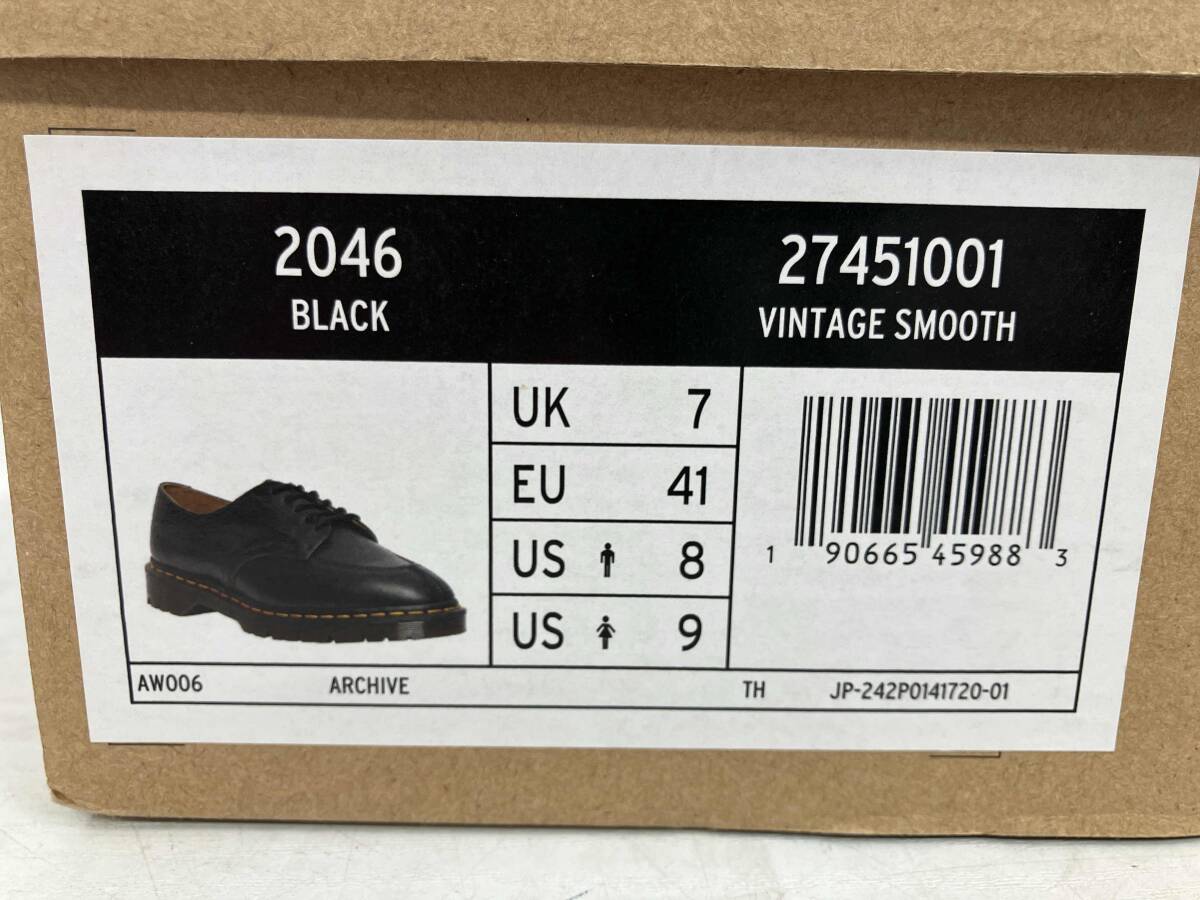 2046
BLACK
27451001
VINTAGE SMOOTH
UK 7
EU 41
US 8
US 9
1 90665 45988 3
AW006 ARCHIVE TH JP-242P0141720-01